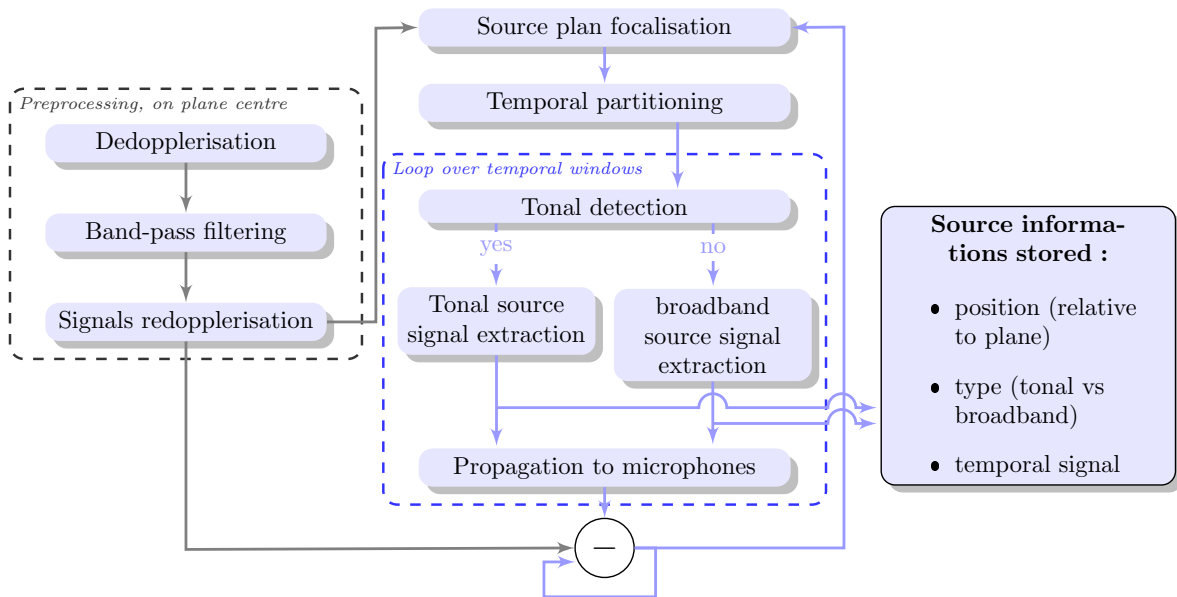 Source plan focalisation
Temporal partitioning
Preprocessing, on plane centre
Dedopplerisation
Band-pass filtering
Signals redopplerisation
Loop over temporal windows
Tonal detection
yes
no
Tonal source
signal extraction
broadband
source signal
extraction
Propagation to microphones
−
Source informa-
tions stored :
• position (relative
to plane)
• type (tonal vs
broadband)
• temporal signal